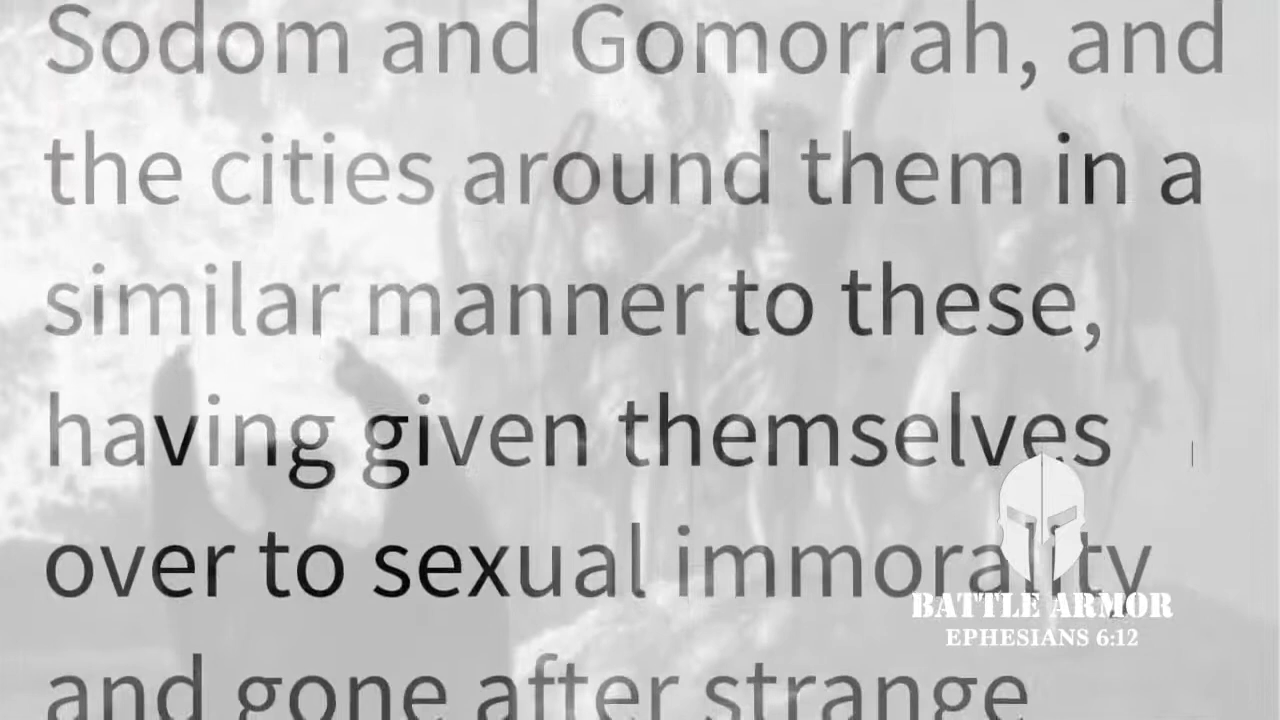 Sodom and Gomorrah, and
the cities around them in a
similar manner to these,
having given themselves
over to sexual immorality
and gone after strange
BATTLE ARMOR
EPHESIANS 6:12